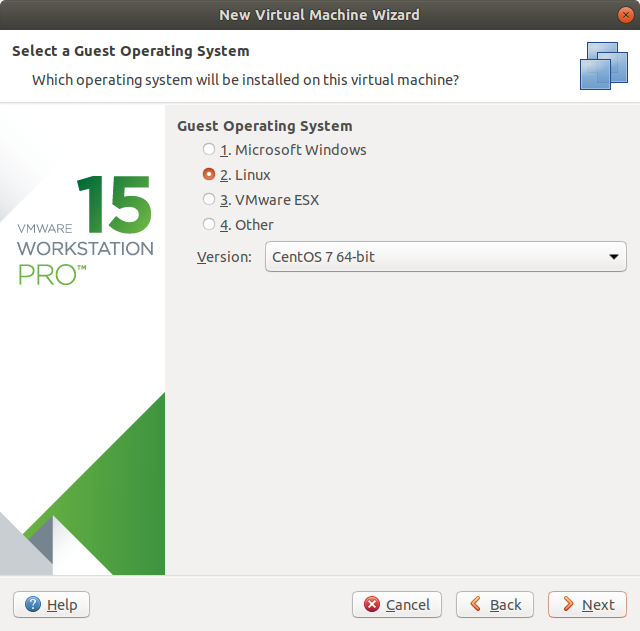 New Virtual Machine Wizard
Select a Guest Operating System
Which operating system will be installed on this virtual machine?
15
VMWARE
WORKSTATION
PRO™
Guest Operating System
1. Microsoft Windows
2. Linux
3. VMware ESX
4. Other
Version: CentOS 7 64-bit
Help Cancel Back Next